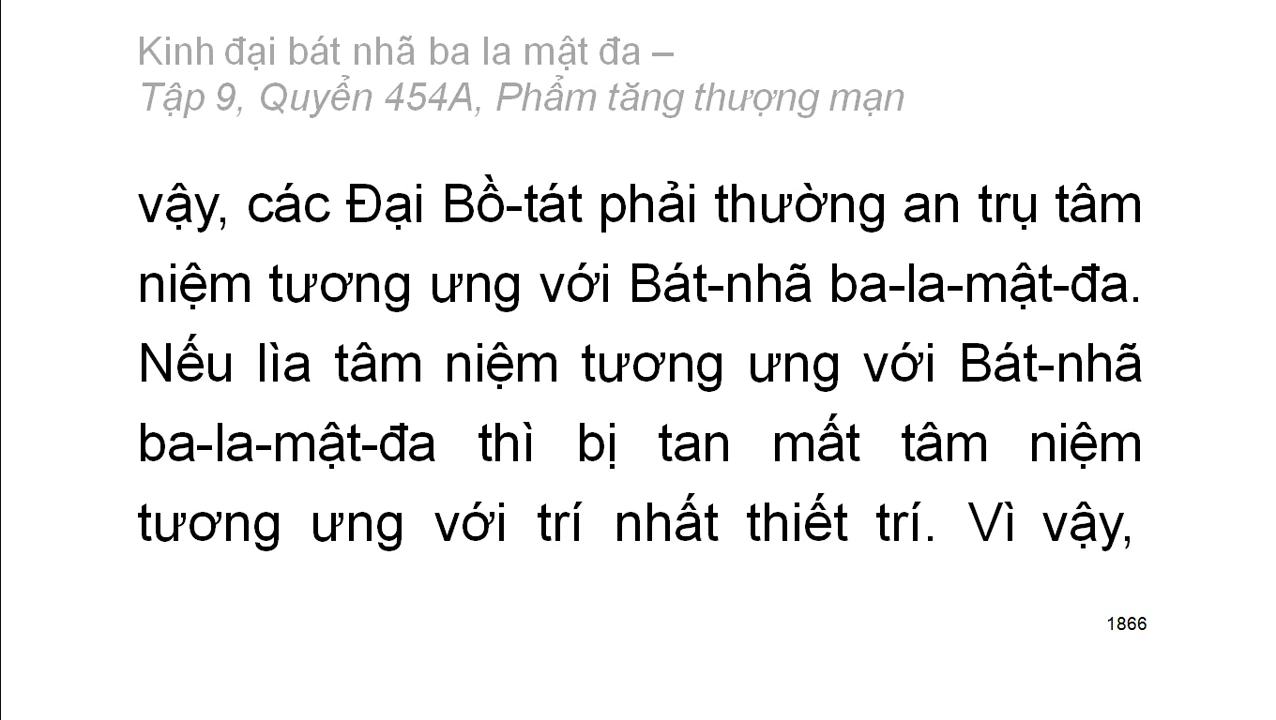 Kinh đại bát nhã ba la mật đa –
Tập 9, Quyển 454A, Phẩm tăng thượng mạn
vậy, các Đại Bồ-tát phải thường an trụ tâm
niệm tương ưng với Bát-nhã ba-la-mật-đa.
Nếu lìa tâm niệm tương ưng với Bát-nhã
ba-la-mật-đa thì bị tan mất tâm niệm
tương ưng với trí nhất thiết trí. Vì vậy,
1866